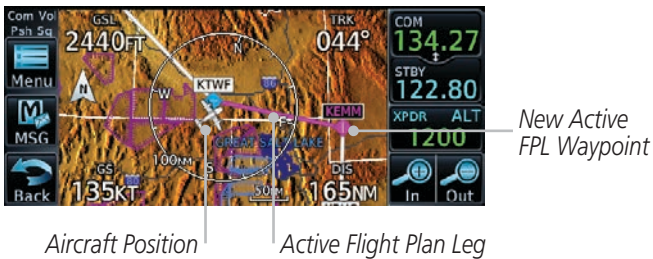 Com Vol
Psh Sq
Menu
MSG
Back
GSL
2440FT
TRK
044°
N
N
KTWF
86
W
E
KEMM
GREAT SALT LAKE
100NM
S
GS
135KT
50NM
DIS
165NM
COM
134.27
STBY
122.80
XPDR ALT
1200
In
Out
New Active
FPL Waypoint
Aircraft Position
Active Flight Plan Leg